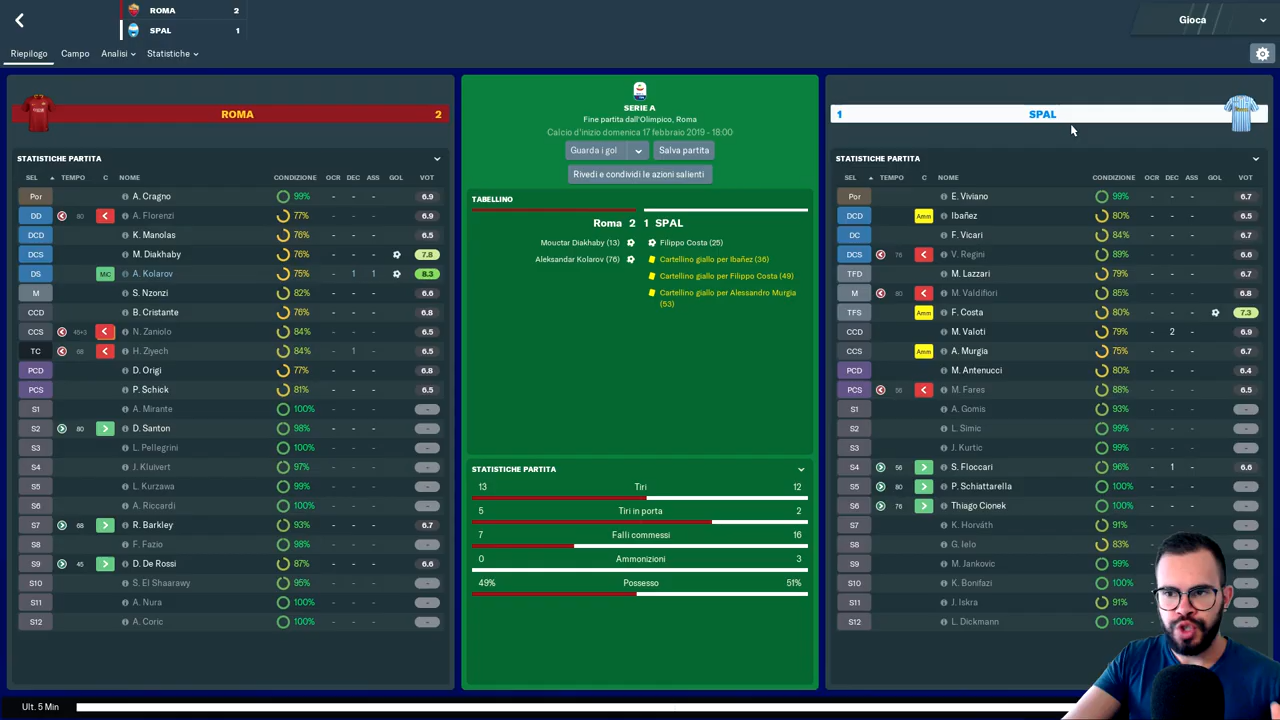 ROMA 2
SPAL 1
Gioca
Riepilogo Campo Analisi Statistiche
ROMA 2
STATISTICHE PARTITA
SEL TEMPO C NOME CONDIZIONE OCR DEC ASS GOL VOT
Por A. Cragno 99% - - - - 6.9
DD 80 A. Florenzi 77% - - - - 6.9
DCD K. Manolas 76% - - - - 6.5
DCS M. Diakhaby 76% - - - 7.8
DS MC A. Kolarov 75% - 1 1 8.3
M S. Nzonzi 82% - - - - 6.6
CCD B. Cristante 76% - - - - 6.8
CCS 45+3 N. Zaniolo 84% - - - - 6.5
TC 68 H. Ziyech 84% - 1 - - 6.5
PCD D. Origi 77% - - - - 6.8
PCS P. Schick 81% - - - - 6.5
S1 A. Mirante 100% - - - - -
S2 80 D. Santon 98% - - - - -
S3 L. Pellegrini 100% - - - - -
S4 J. Kluivert 97% - - - - -
S5 L. Kurzawa 99% - - - - -
S6 A. Riccardi 100% - - - - -
S7 68 R. Barkley 93% - - - - 6.7
S8 F. Fazio 98% - - - - -
S9 45 D. De Rossi 87% - - - - 6.6
S10 S. El Shaarawy 95% - - - - -
S11 A. Nura 100% - - - - -
S12 A. Coric 100% - - - - -
SERIE A
Fine partita dall'Olimpico, Roma
Calcio d'inizio domenica 17 febbraio 2019 - 18:00
Guarda i gol Salva partita
Rivedi e condividi le azioni salienti
TABELLINO
Roma 2 1 SPAL
Mouctar Diakhaby (13) Filippo Costa (25)
Aleksandar Kolarov (76) Cartellino giallo per Ibañez (36)
Cartellino giallo per Filippo Costa (49)
Cartellino giallo per Alessandro Murgia
(53)
STATISTICHE PARTITA
13 Tiri 12
5 Tiri in porta 2
7 Falli commessi 16
0 Ammonizioni 3
49% Possesso 51%
1 SPAL
STATISTICHE PARTITA
SEL TEMPO C NOME CONDIZIONE OCR DEC ASS GOL VOT
Por E. Viviano 99% - - - - 6.7
DCD Amm Ibañez 80% - - - - 6.5
DC F. Vicari 84% - - - - 6.7
DCS 76 V. Regini 89% - - - - 6.6
TFD M. Lazzari 79% - - - - 6.7
M 80 M. Valdifiori 85% - - - - 6.8
TFS Amm F. Costa 80% - - - 7.3
CCD M. Valoti 79% - 2 - - 6.9
CCS Amm A. Murgia 75% - - - - 6.7
PCD M. Antenucci 80% - - - - 6.4
PCS 56 M. Fares 88% - - - - 6.5
S1 A. Gomis 93% - - - - -
S2 L. Simic 99% - - - - -
S3 J. Kurtic 99% - - - - -
S4 56 S. Floccari 96% - 1 - - 6.6
S5 80 P. Schiattarella 100% - - - - -
S6 76 Thiago Cionek 100% - - - - -
S7 K. Horváth 91% - - - - -
S8 G. Ielo 83% - - - -
S9 M. Jankovic 99% - - -
S10 K. Bonifazi 100% - -
S11 J. Iskra 91% - - -
S12 L. Dickmann 100% - - -
Ult. 5 Min